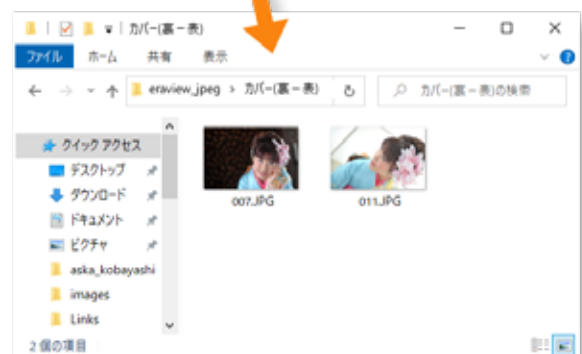 カバー(裏－表)
ファイル ホーム 共有 表示
eraview_jpeg › カバー(裏－表) カバー(裏－表)の検索
クイック アクセス
デスクトップ
ダウンロード
ドキュメント
ピクチャ
aska_kobayashi
images
Links
007.JPG 011.JPG
2 個の項目